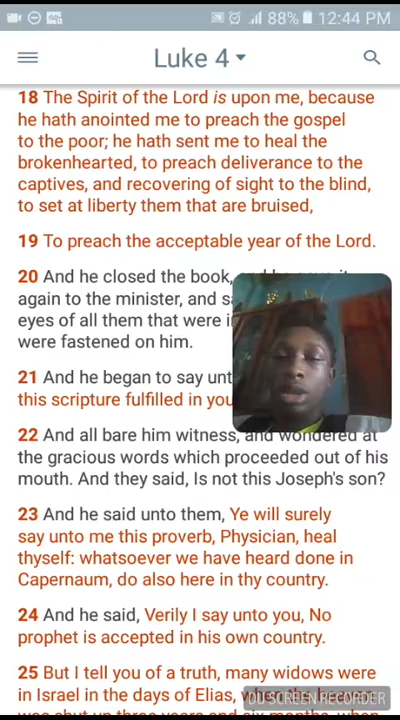 88% 12:44 PM
Luke 4
18 The Spirit of the Lord is upon me, because
he hath anointed me to preach the gospel
to the poor; he hath sent me to heal the
brokenhearted, to preach deliverance to the
captives, and recovering of sight to the blind,
to set at liberty them that are bruised,
19 To preach the acceptable year of the Lord.
20 And he closed the book,
again to the minister, and
eyes of all them that were
were fastened on him.
21 And he began to say
this scripture fulfilled in
22 And all bare him witness, and wondered at
the gracious words which proceeded out of his
mouth. And they said, Is not this Joseph's son?
23 And he said unto them, Ye will surely
say unto me this proverb, Physician, heal
thyself: whatsoever we have heard done in
Capernaum, do also here in thy country.
24 And he said, Verily I say unto you, No
prophet is accepted in his own country.
25 But I tell you of a truth, many widows were
in Israel in the days of Elias,
DU SCREEN RECORDER